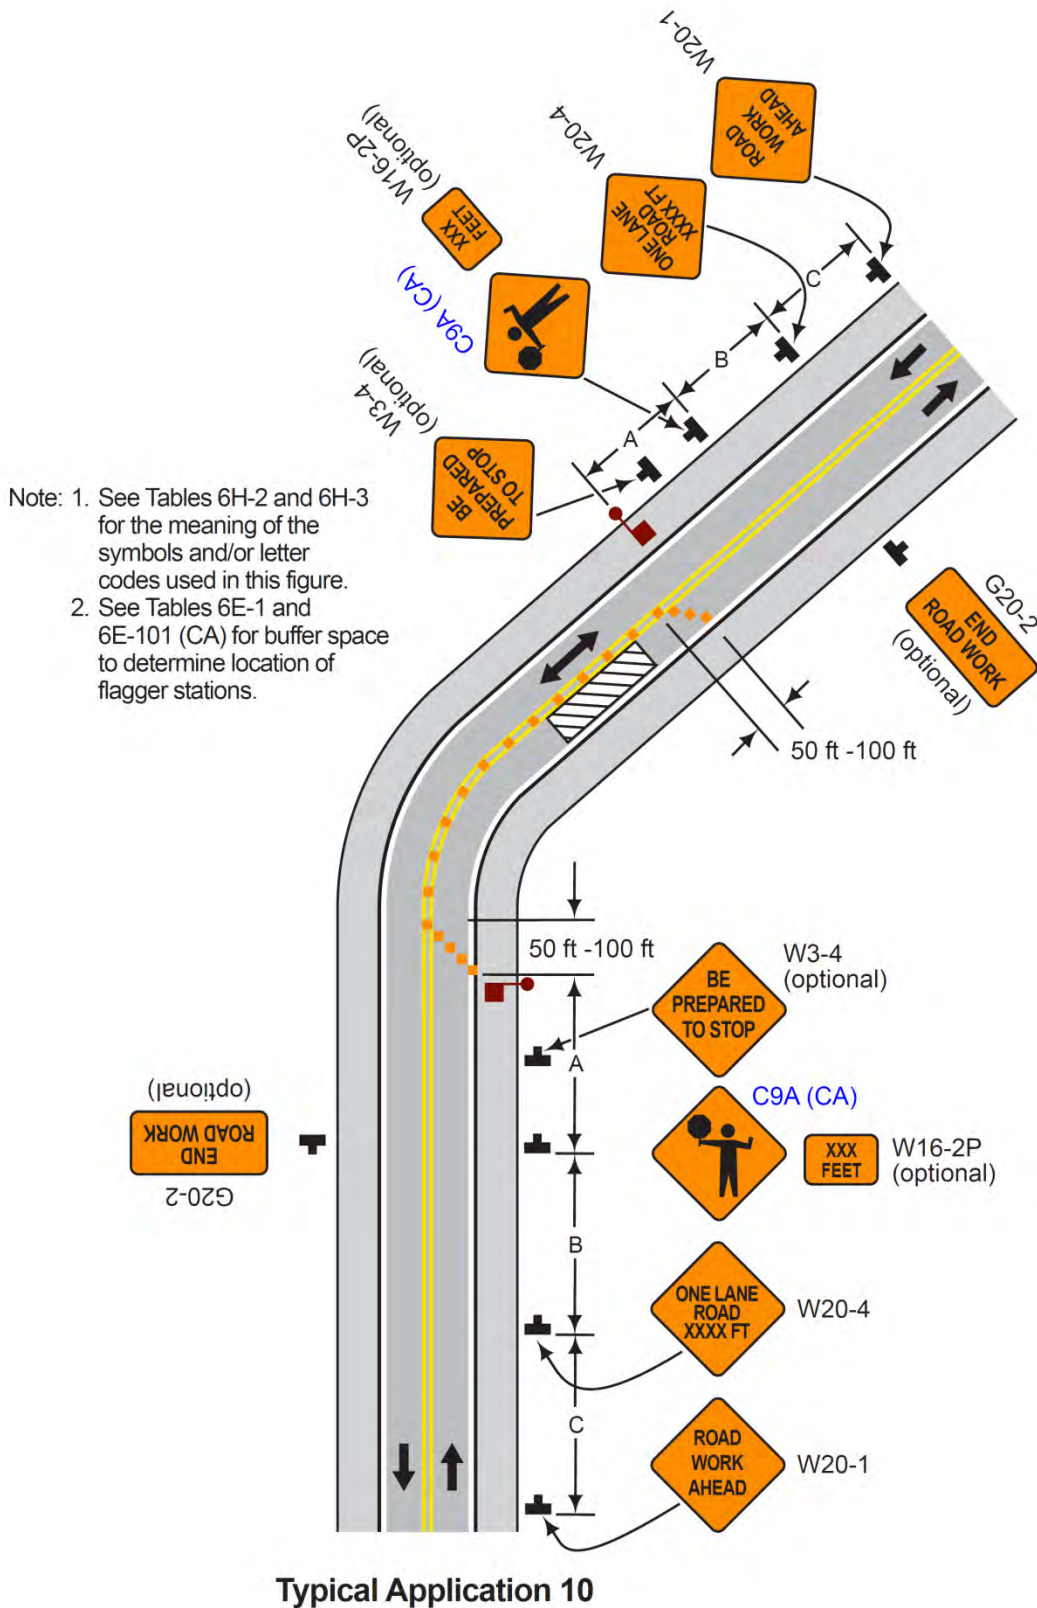 W20-1
ROAD
WORK
AHEAD
W20-4
ONE LANE
ROAD
XXXX FT
W16-2P
(optional)
XXX
FEET
C9A (CA)
W3-4
(optional)
BE
PREPARED
TO STOP
C
B
A
Note: 1. See Tables 6H-2 and 6H-3
for the meaning of the
symbols and/or letter
codes used in this figure.
2. See Tables 6E-1 and
6E-101 (CA) for buffer space
to determine location of
flagger stations.
G20-2
END
ROAD WORK
(optional)
50 ft -100 ft
50 ft -100 ft
W3-4
(optional)
BE
PREPARED
TO STOP
A
C9A (CA)
XXX
FEET
W16-2P
(optional)
G20-2
END
ROAD WORK
(optional)
B
ONE LANE
ROAD
XXXX FT
W20-4
C
ROAD
WORK
AHEAD
W20-1
Typical Application 10